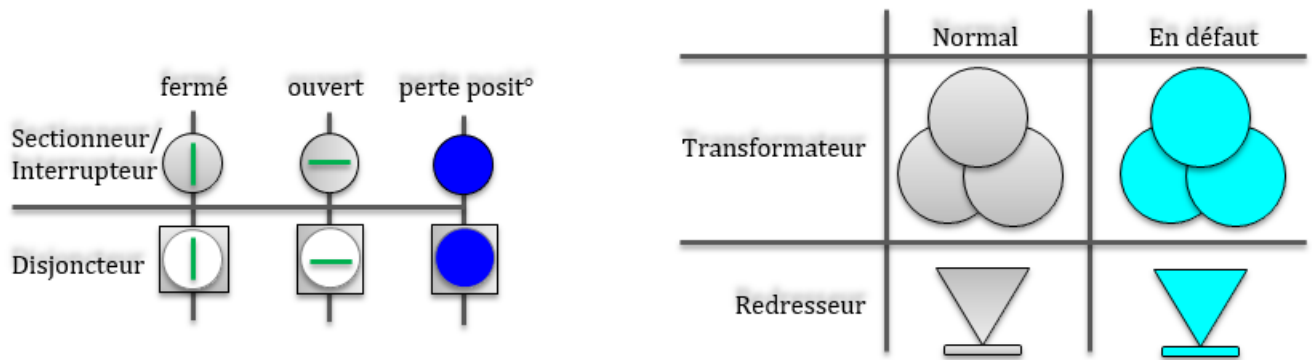 fermé ouvert perte posit°
Sectionneur/
Interrupteur
Disjoncteur
Normal En défaut
Transformateur
Redresseur